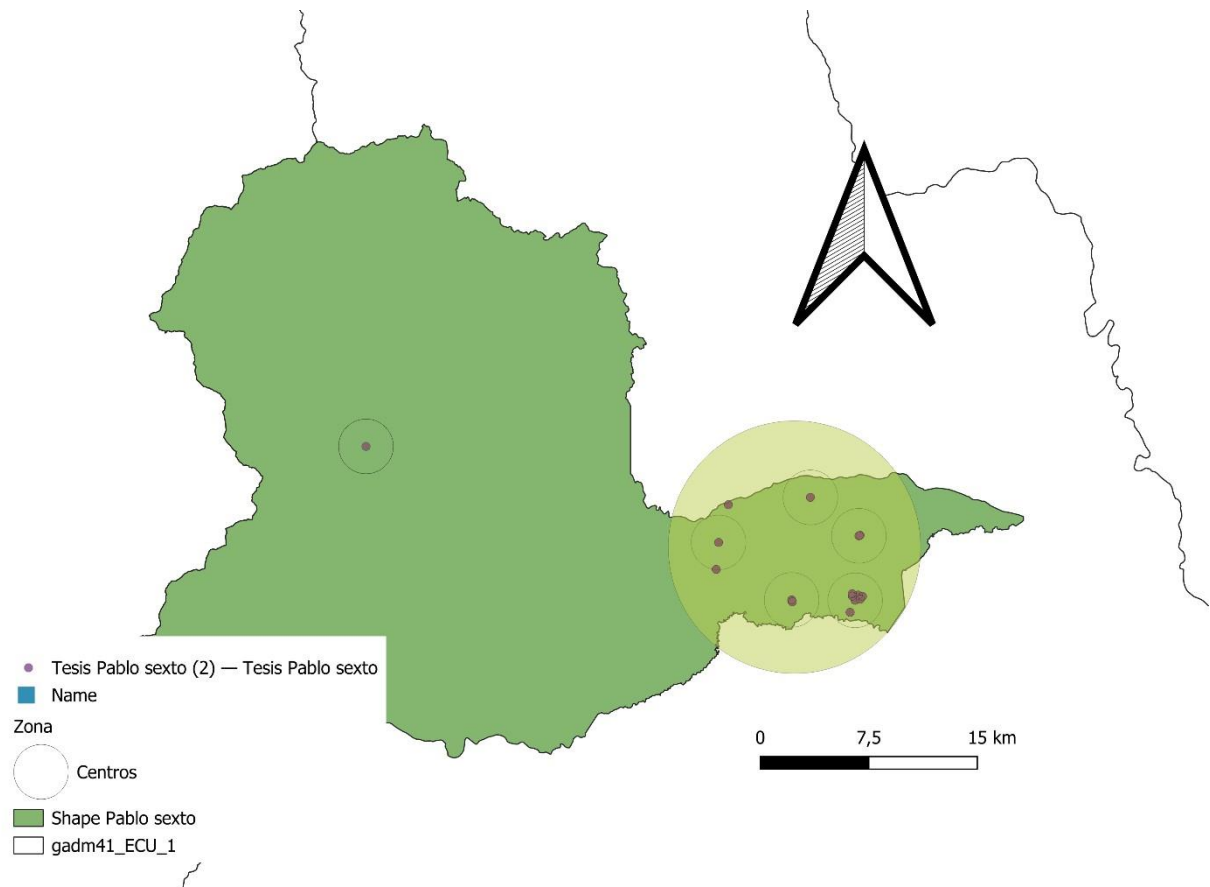 Tesis Pablo sexto (2) — Tesis Pablo sexto
Name
Zona
Centros
Shape Pablo sexto
gadm41_ECU_1
0 7,5 15 km